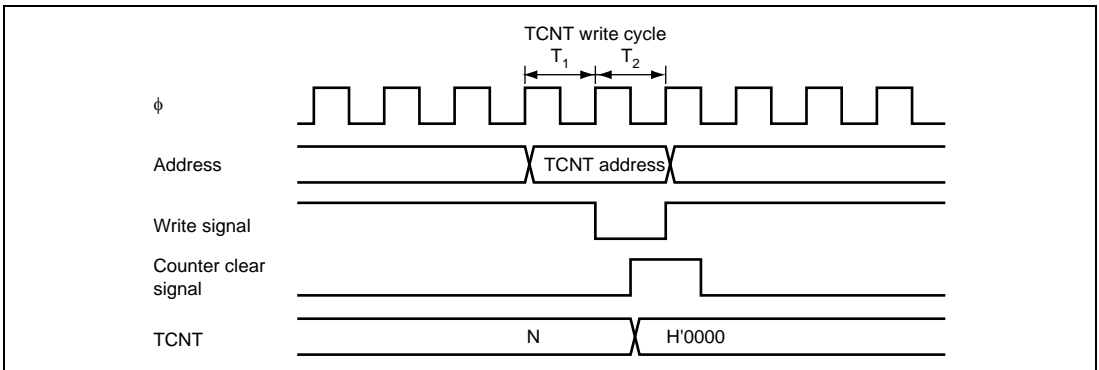 TCNT write cycle
T1 T2
ϕ
Address
TCNT address
Write signal
Counter clear
signal
TCNT
N
H'0000